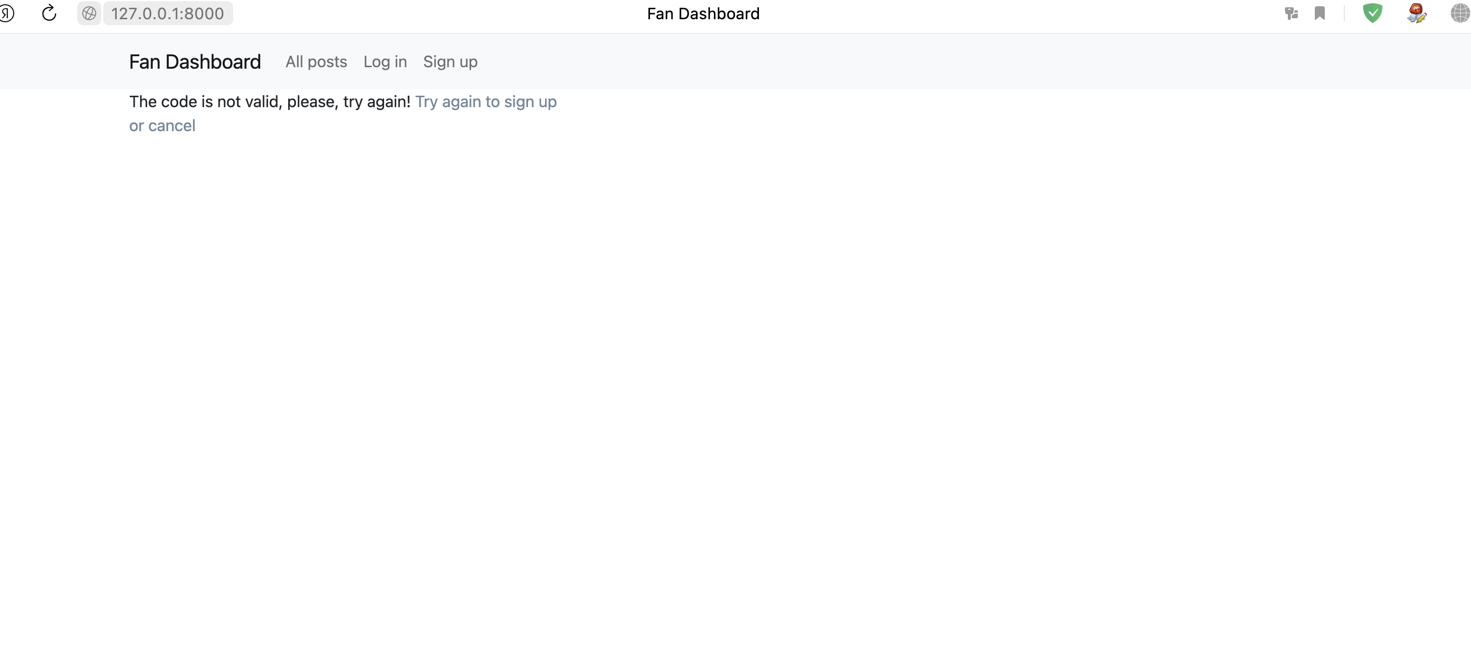 Я 127.0.0.1:8000 Fan Dashboard
Fan Dashboard All posts Log in Sign up
The code is not valid, please, try again! Try again to sign up
or cancel